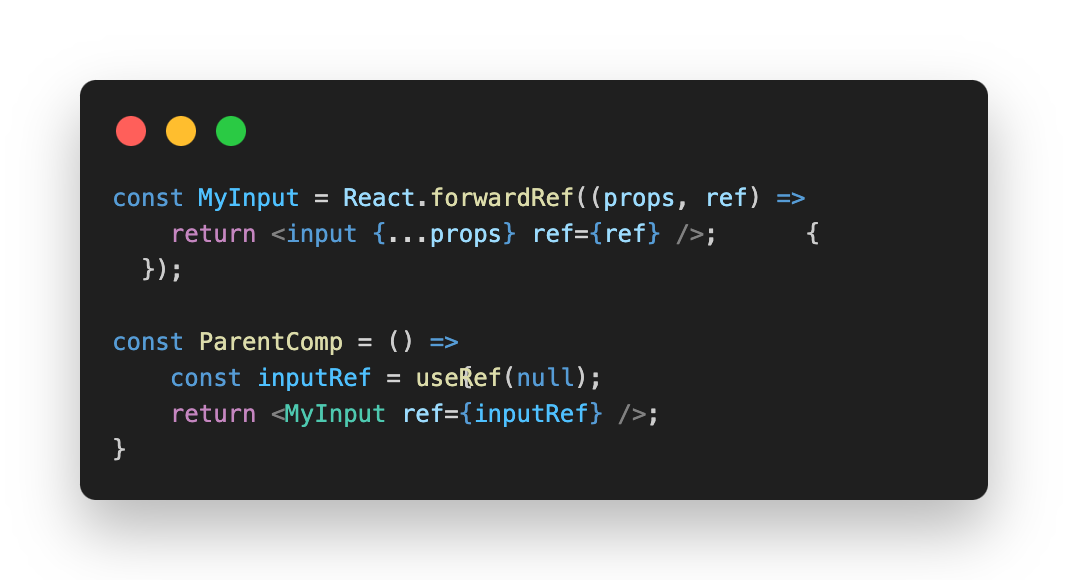 const MyInput = React.forwardRef((props, ref) =>
    return <input {...props} ref={ref} />;      {
  });

const ParentComp = () =>
    const inputRef = useRef(null);
    return <MyInput ref={inputRef} />;
}